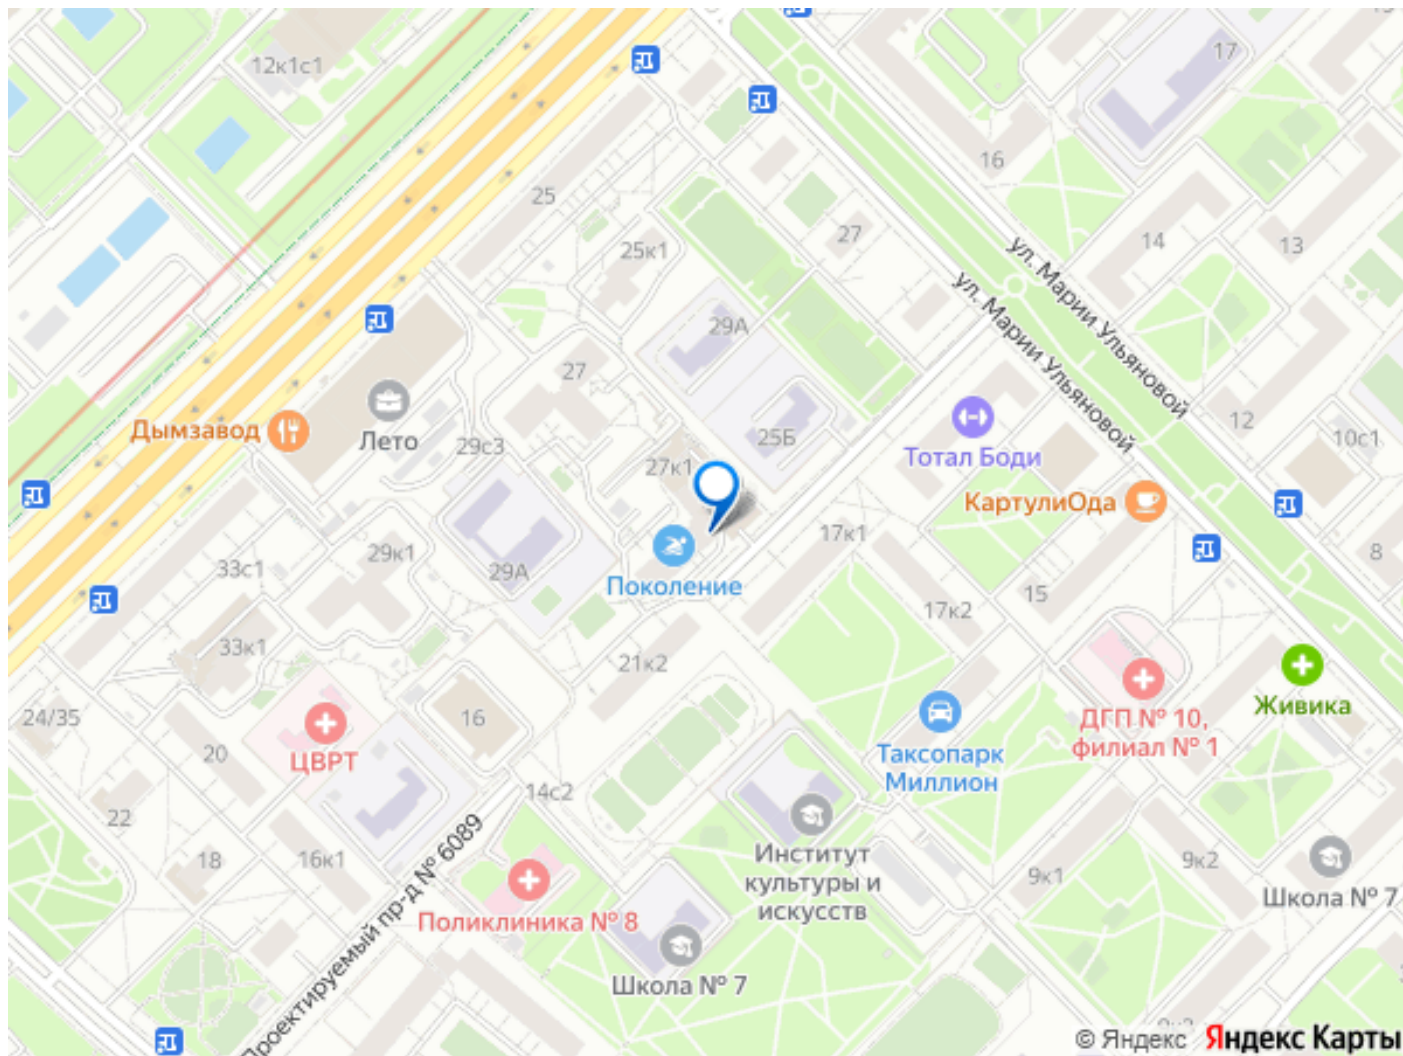 12к1с1
17
16
25
25к1
27
14
13
ул. Марии Ульяновой
ул. Марии Ульяновой
29А
27
12
10с1
Дымзавод
Лето
29с3
25Б
27к1
Тотал Боди
КартулиОда
17к1
8
29к1
33с1
29А
Поколение
15
17к2
33к1
21к2
24/35
16
20
ЦВРТ
ДГП № 10,
филиал № 1
Живика
Таксопарк
Миллион
14с2
22
18
16к1
Проектируемый пр-д № 6089
Институт
культуры и
искусств
9к1
9к2
Школа № 7
Поликлиника № 8
Школа № 7
© Яндекс Яндекс Карты